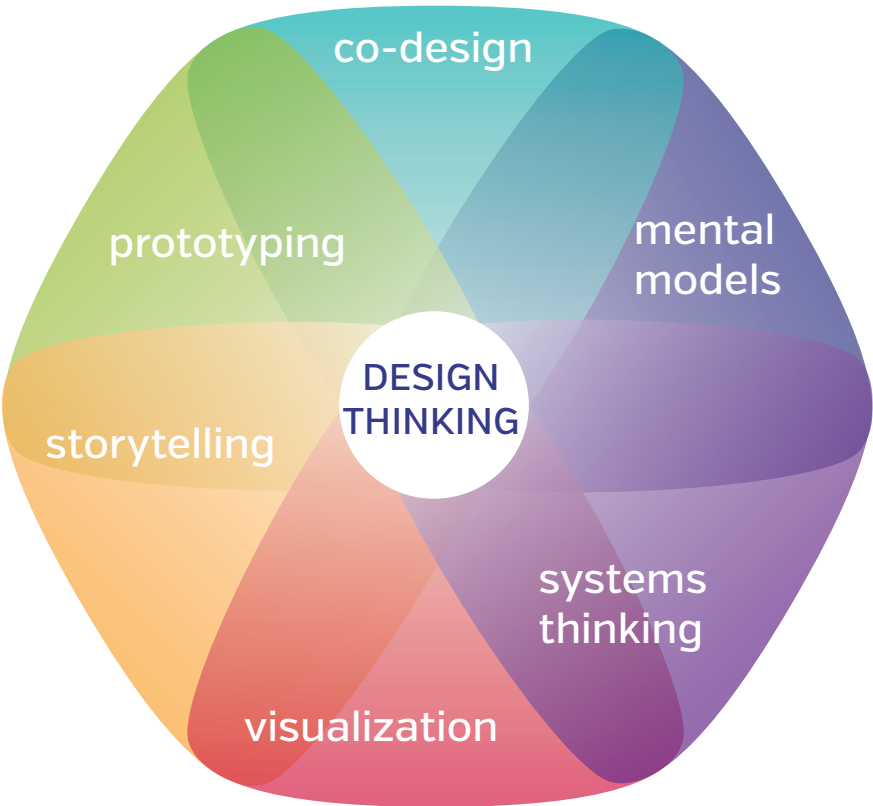 co-design
mental
models
prototyping
DESIGN
THINKING
storytelling
systems
thinking
visualization